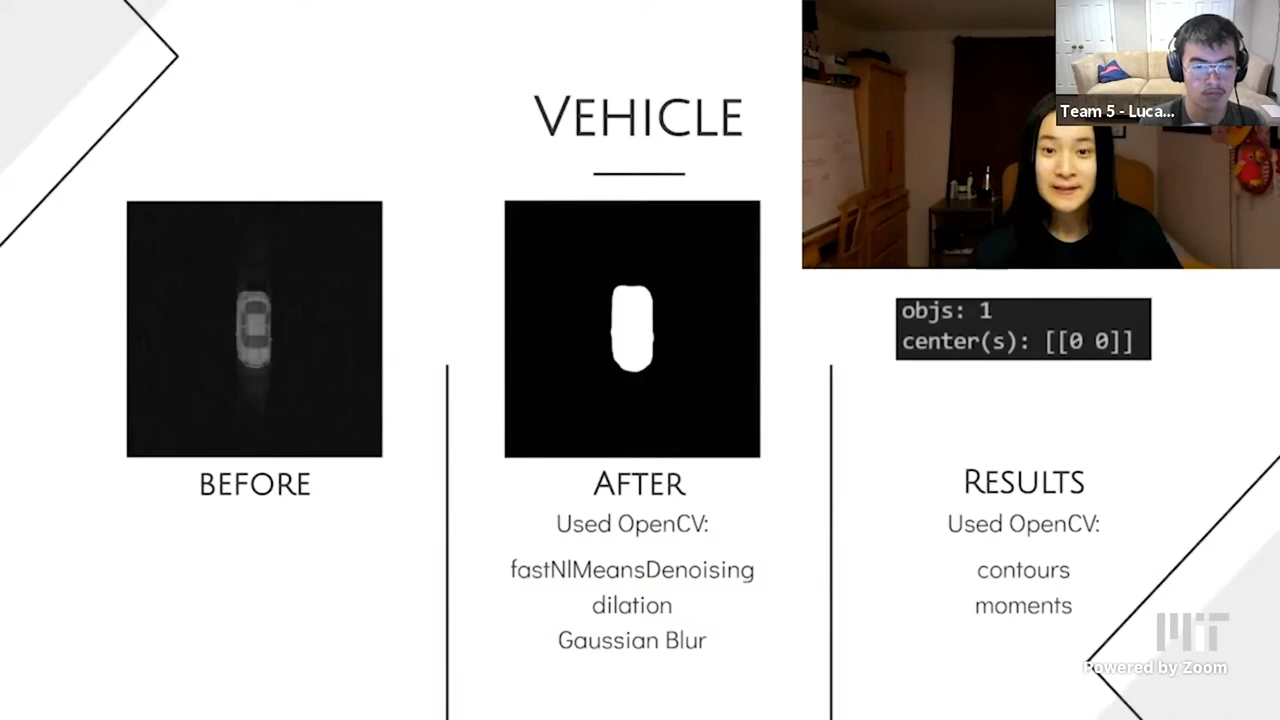 VEHICLE
Team 5 - Luca...
objs: 1
center(s): [[0 0]]
BEFORE
AFTER
Used OpenCV:
fastNlMeansDenoising
dilation
Gaussian Blur
RESULTS
Used OpenCV:
contours
moments
MIT
Powered by Zoom